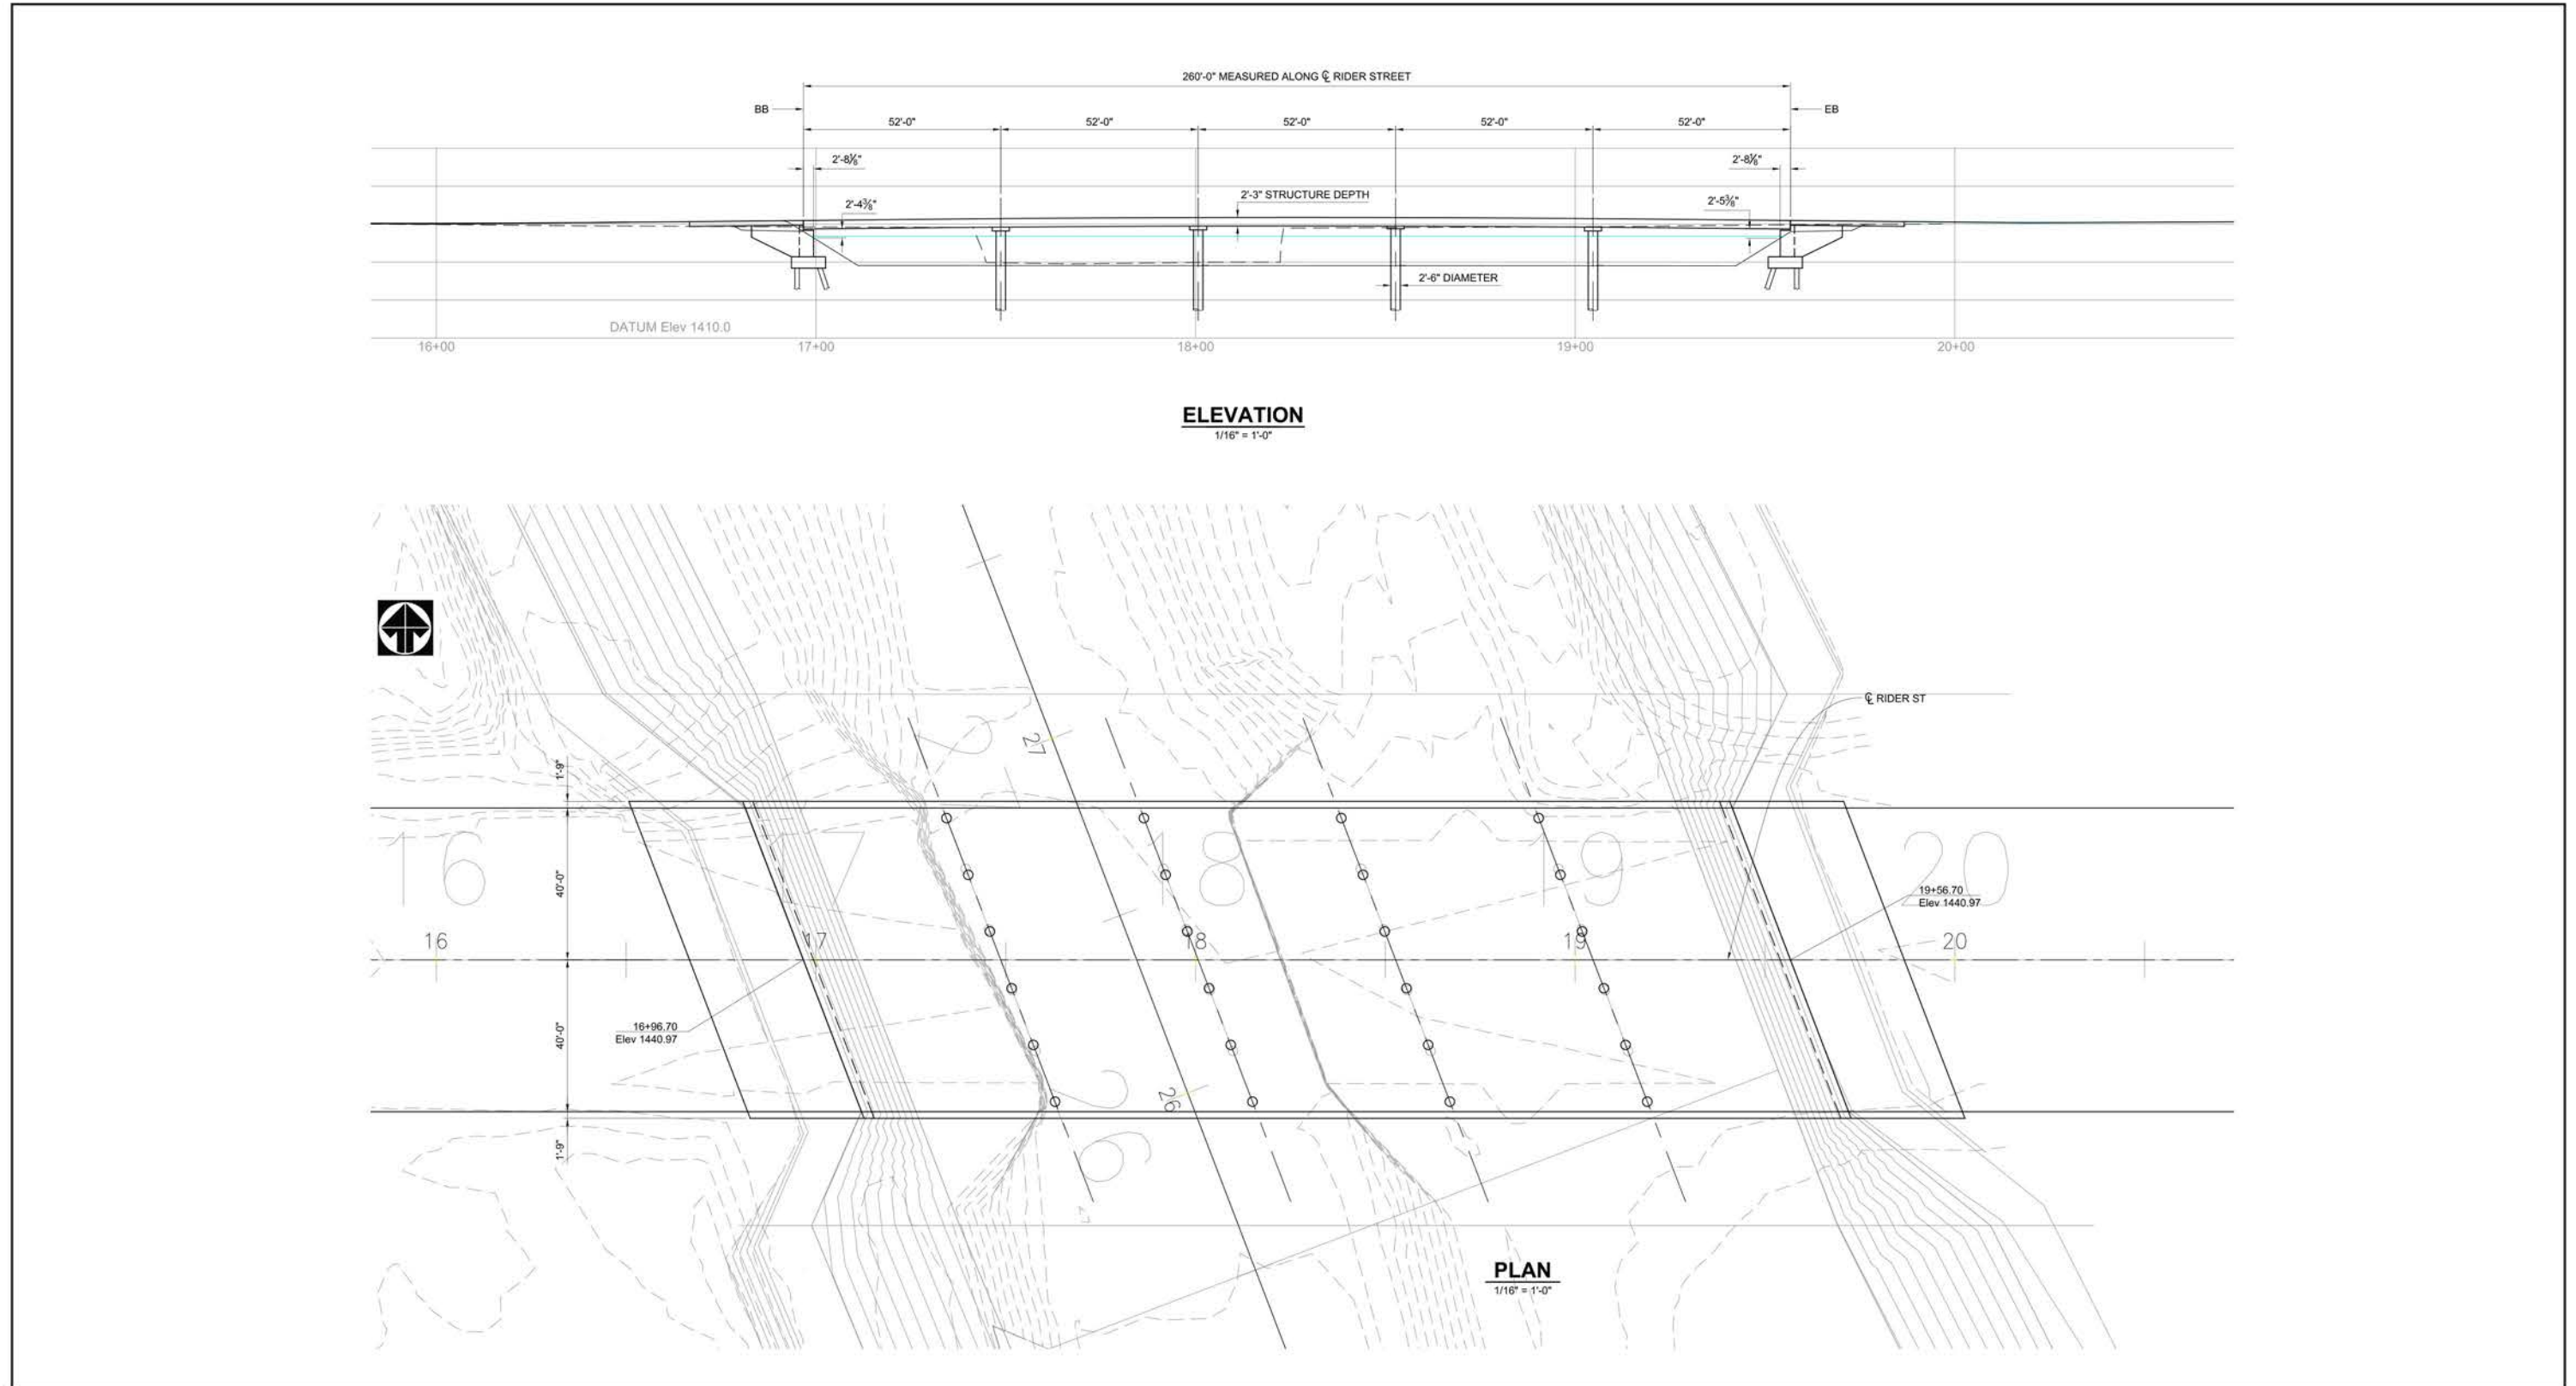 260'-0" MEASURED ALONG ℄ RIDER STREET
BB
EB
52'-0"
52'-0"
52'-0"
52'-0"
52'-0"
2'-8⅛"
2'-8⅛"
2'-3" STRUCTURE DEPTH
2'-4⅜"
2'-5⅜"
2'-6" DIAMETER
DATUM Elev 1410.0
16+00
17+00
18+00
19+00
20+00
ELEVATION
1/16" = 1'-0"
℄ RIDER ST
27
1'-9"
16
17
18
19
20
40'-0"
19+56.70
Elev 1440.97
16
17
18
19
20
16+96.70
Elev 1440.97
40'-0"
26
1'-9"
PLAN
1/16" = 1'-0"